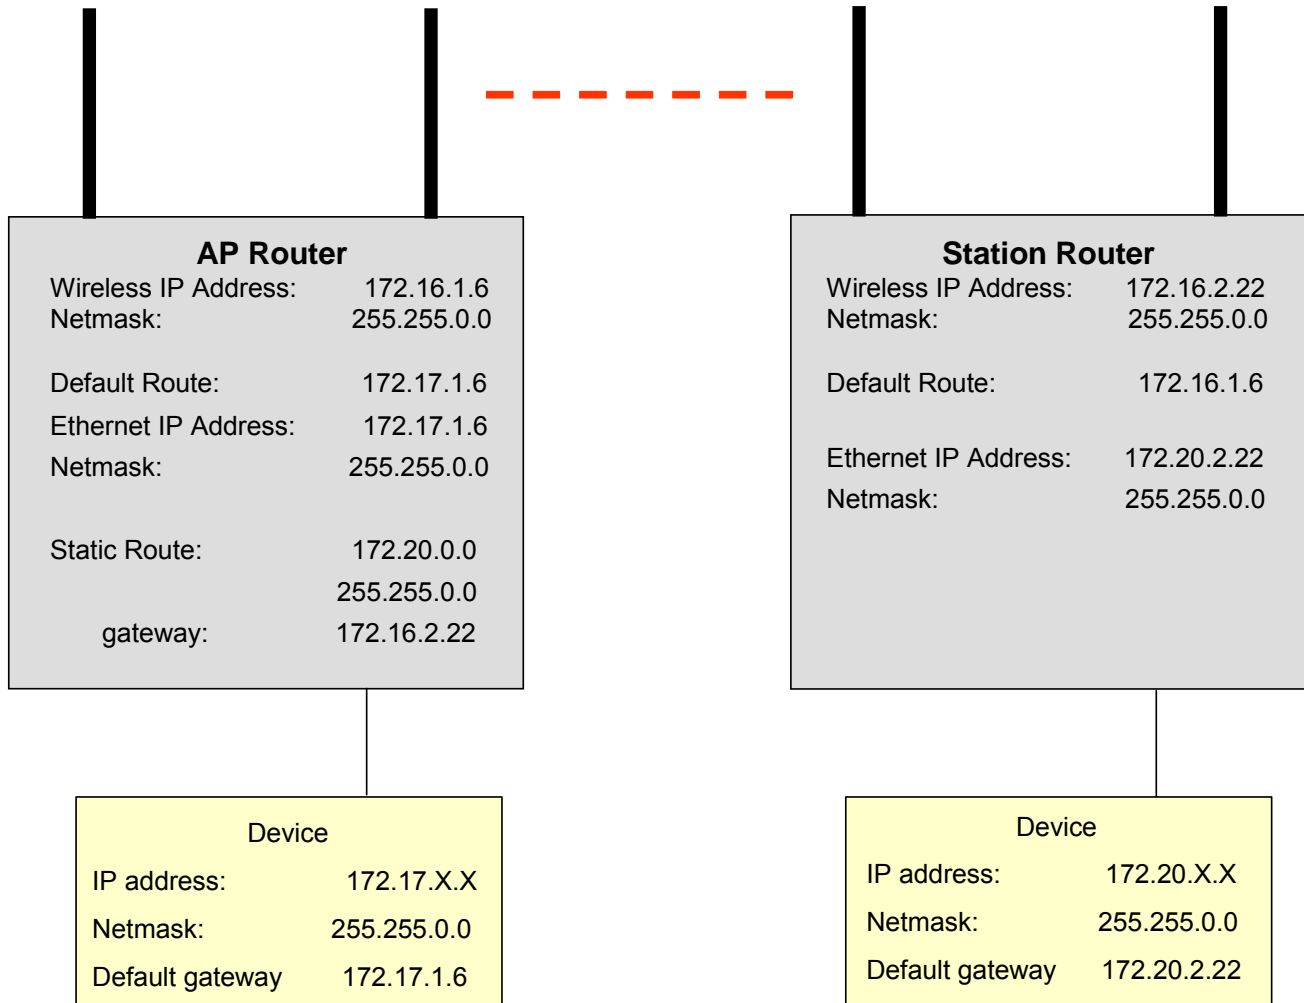 AP Router
Wireless IP Address: 172.16.1.6
Netmask: 255.255.0.0
Default Route: 172.17.1.6
Ethernet IP Address: 172.17.1.6
Netmask: 255.255.0.0
Static Route: 172.20.0.0
255.255.0.0
gateway: 172.16.2.22
Station Router
Wireless IP Address: 172.16.2.22
Netmask: 255.255.0.0
Default Route: 172.16.1.6
Ethernet IP Address: 172.20.2.22
Netmask: 255.255.0.0
Device
IP address: 172.17.X.X
Netmask: 255.255.0.0
Default gateway 172.17.1.6
Device
IP address: 172.20.X.X
Netmask: 255.255.0.0
Default gateway 172.20.2.22